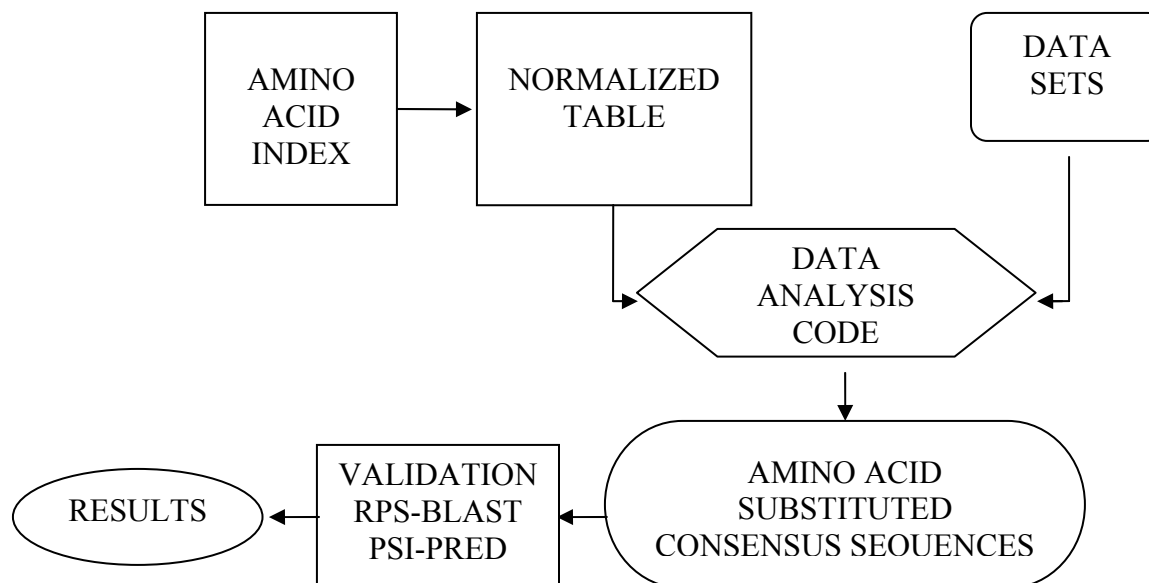 AMINO
ACID
INDEX
NORMALIZED
TABLE
DATA
SETS
DATA
ANALYSIS
CODE
AMINO ACID
SUBSTITUTED
CONSENSUS SEOUENCES
VALIDATION
RPS-BLAST
PSI-PRED
RESULTS